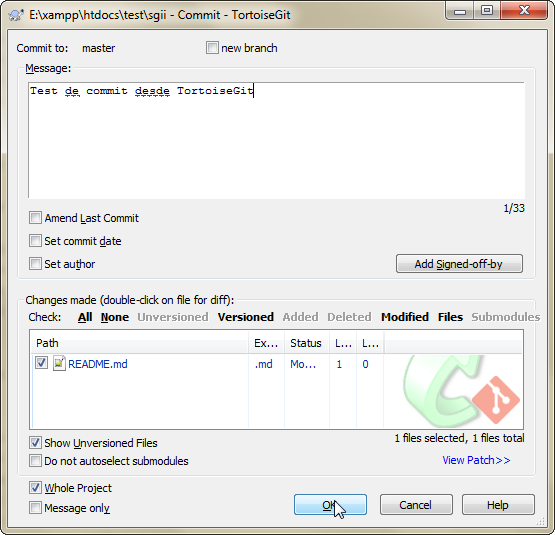 E:\xampp\htdocs\test\sgii - Commit - TortoiseGit
Commit to: master new branch
Message:
Test de commit desde TortoiseGit
1/33
Amend Last Commit
Set commit date
Set author
Add Signed-off-by
Changes made (double-click on file for diff):
Check: All None Unversioned Versioned Added Deleted Modified Files Submodules
Path Ex... Status L... L...
README.md .md Mo... 1 0
Show Unversioned Files
1 files selected, 1 files total
Do not autoselect submodules
View Patch>>
Whole Project
Message only
OK Cancel Help